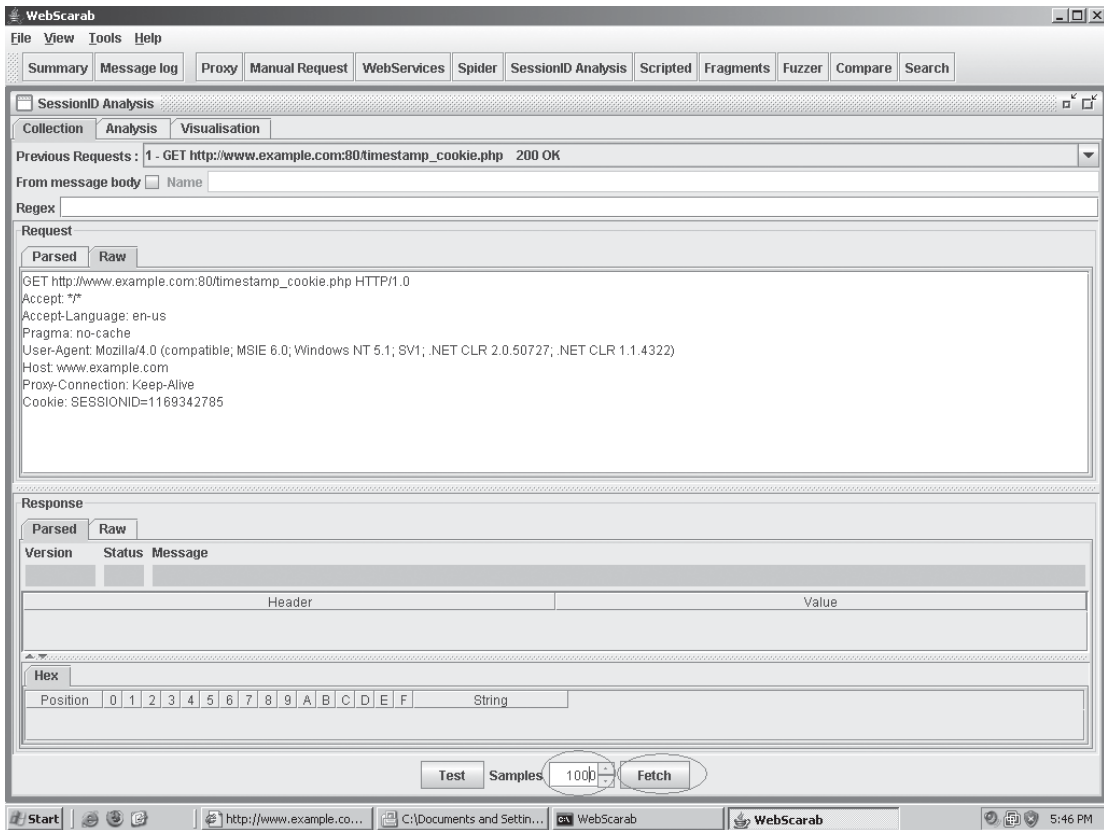 WebScarab
File View Tools Help
Summary Message log Proxy Manual Request WebServices Spider SessionID Analysis Scripted Fragments Fuzzer Compare Search
SessionID Analysis
Collection Analysis Visualisation
Previous Requests : 1 - GET http://www.example.com:80/timestamp_cookie.php 200 OK
From message body Name
Regex
Request
Parsed Raw
GET http://www.example.com:80/timestamp_cookie.php HTTP/1.0
Accept: */*
Accept-Language: en-us
Pragma: no-cache
User-Agent: Mozilla/4.0 (compatible; MSIE 6.0; Windows NT 5.1; SV1; .NET CLR 2.0.50727; .NET CLR 1.1.4322)
Host: www.example.com
Proxy-Connection: Keep-Alive
Cookie: SESSIONID=1169342785
Response
Parsed Raw
Version Status Message
Header Value
Hex
Position 0 1 2 3 4 5 6 7 8 9 A B C D E F String
Test Samples 1000 Fetch
Start http://www.example.co... C:\Documents and Settin... WebScarab WebScarab 5:46 PM